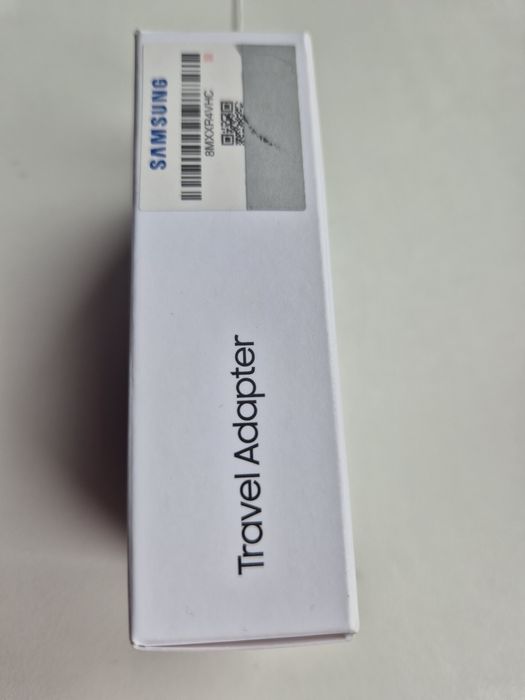 SAMSUNG
8MXXR4VHC
Travel Adapter